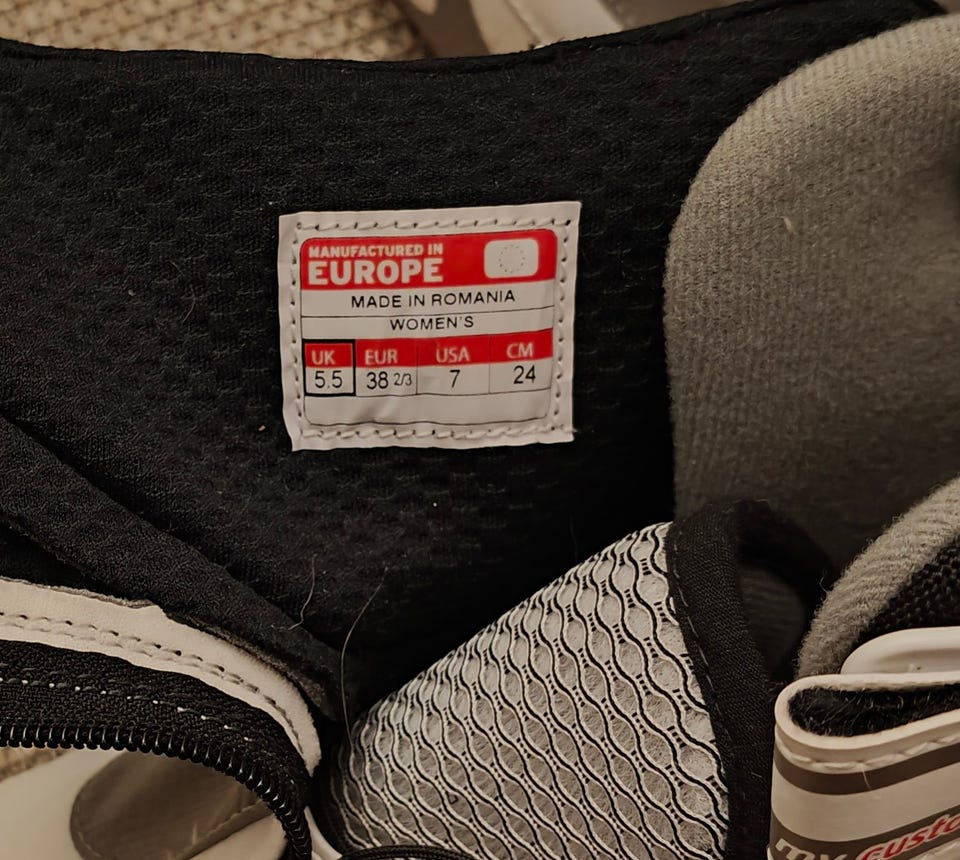 MANUFACTURED IN
EUROPE
MADE IN ROMANIA
WOMEN'S
UK EUR USA CM
5.5 38 2/3 7 24